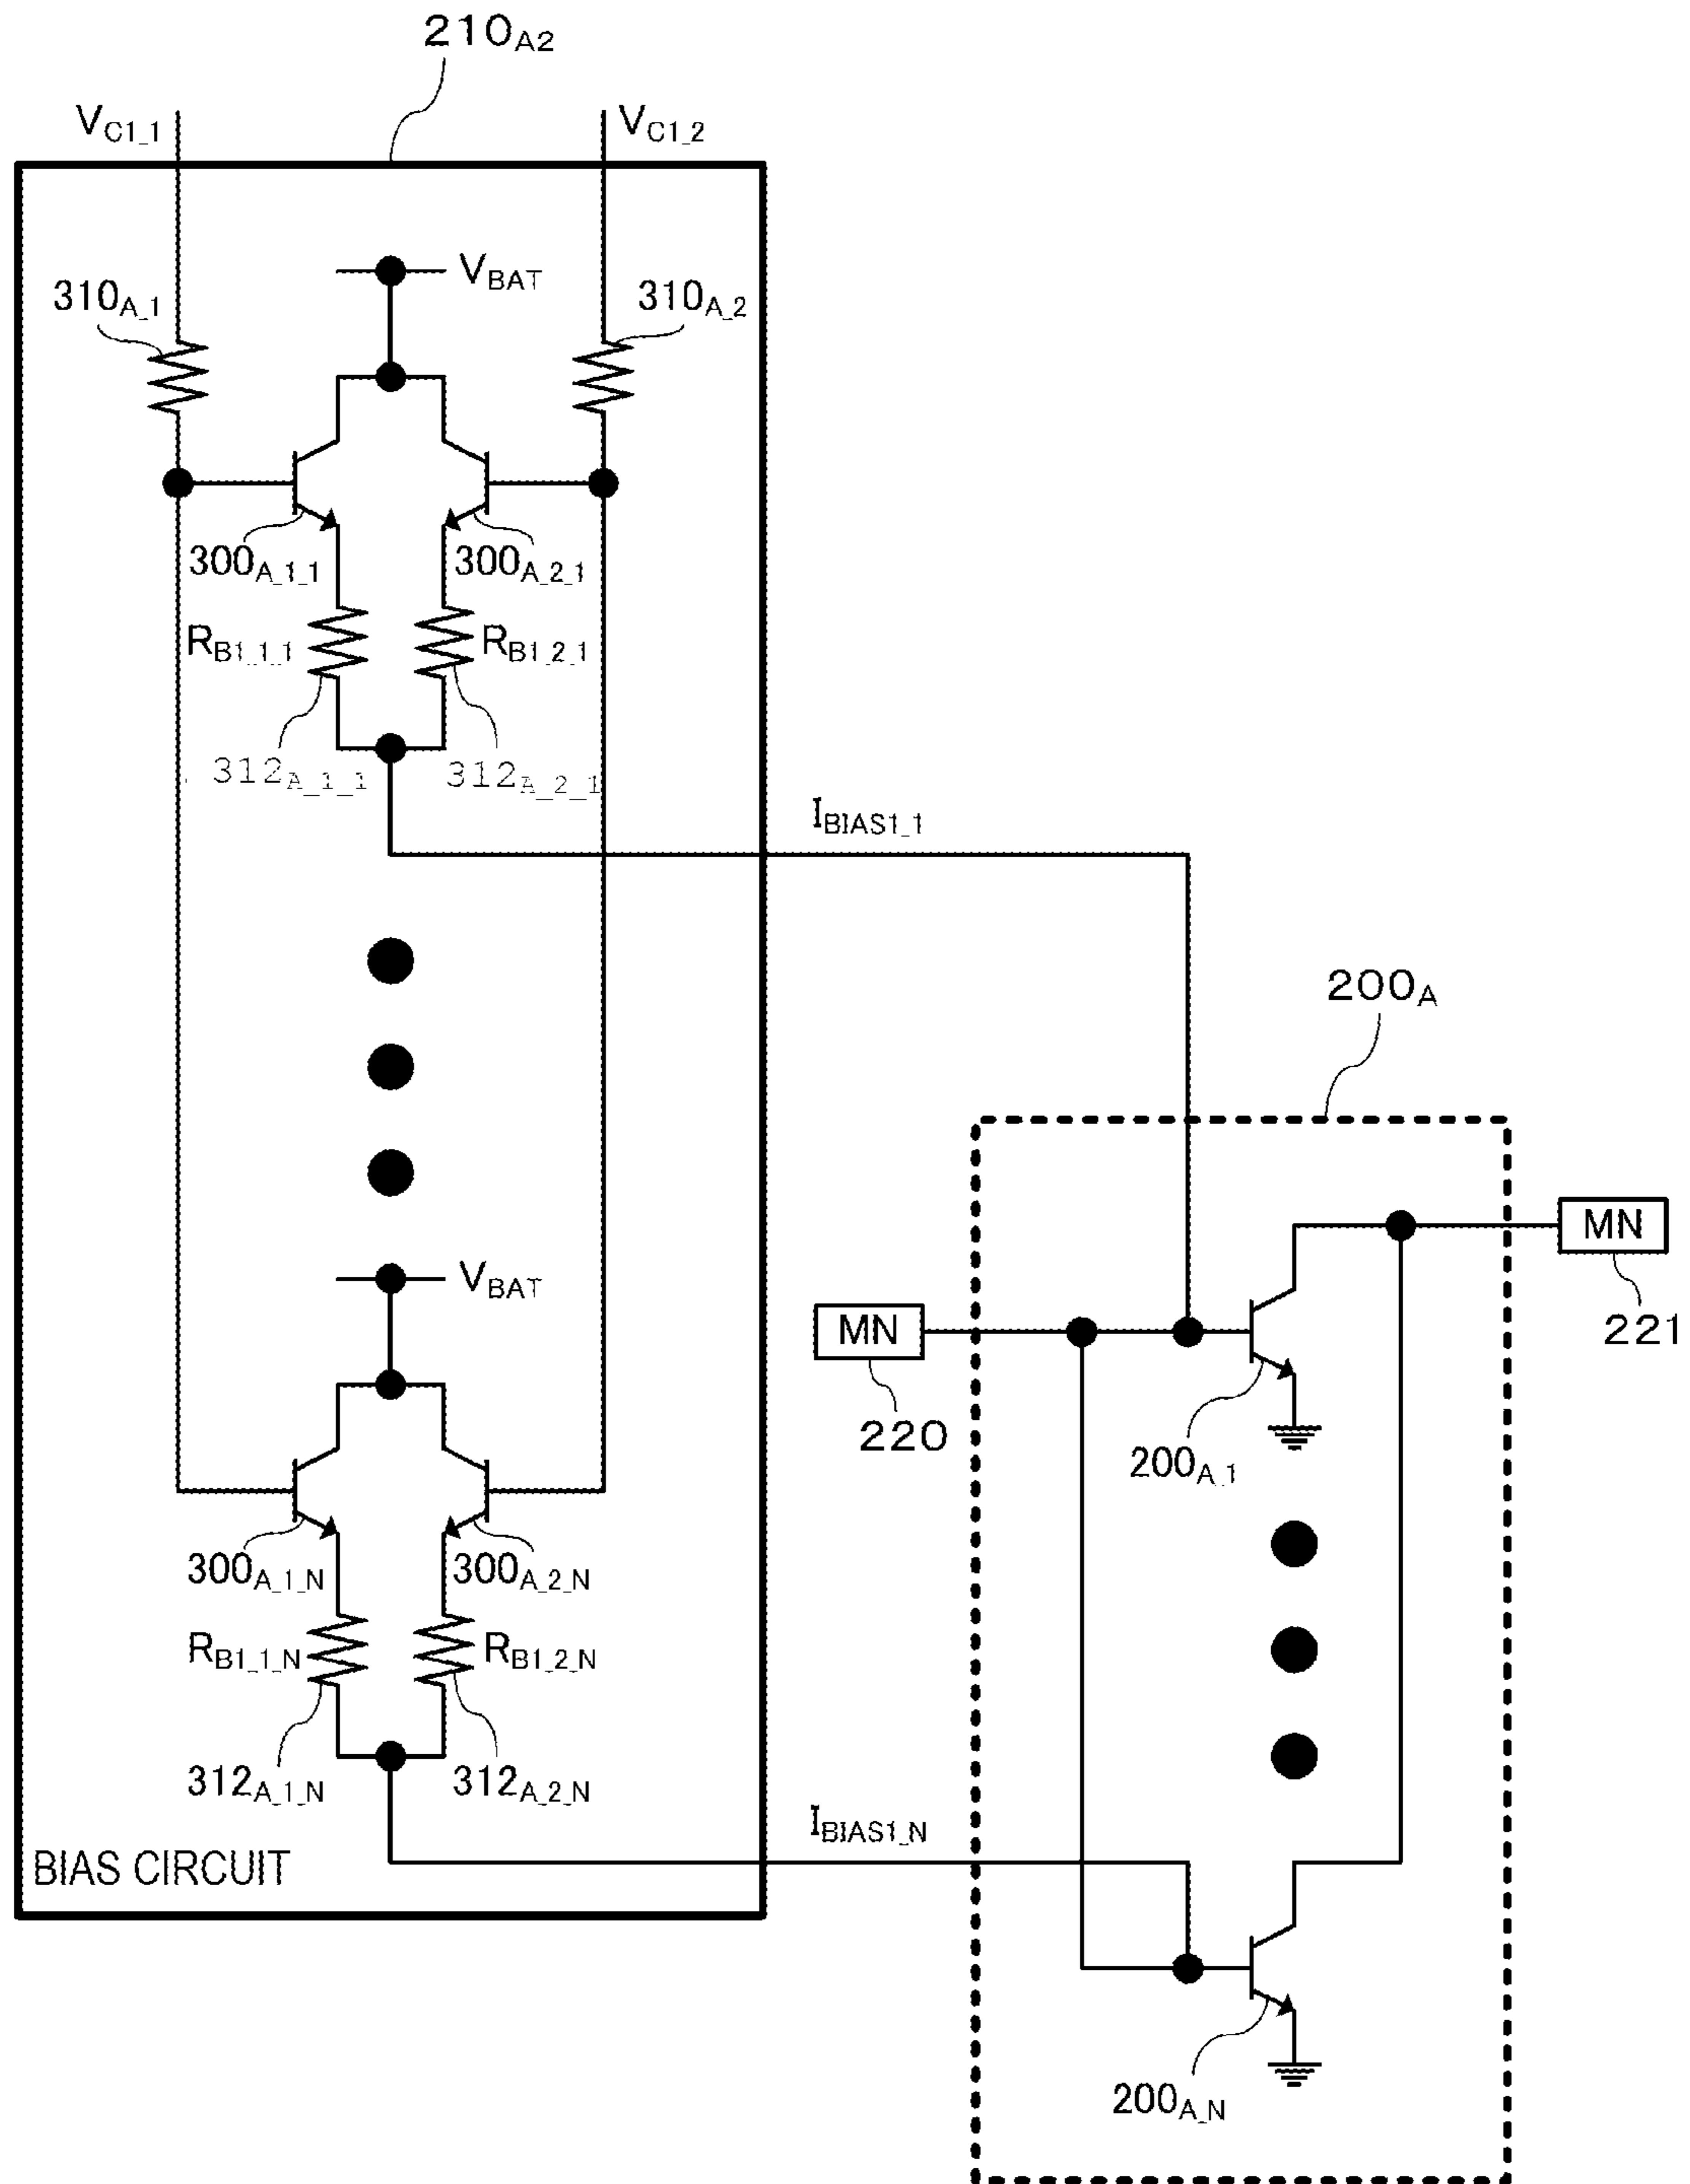 210A2
VC1_1
VC1_2
VBAT
310A_1
310A_2
300A_1_1
300A_2_1
RB1_1_1
RB1_2_1
312A_1_1
312A_2_1
IBIAS1_1
200A
VBAT
MN
MN
221
220
200A_1
300A_1_N
300A_2_N
RB1_1_N
RB1_2_N
312A_1_N
312A_2_N
IBIAS1_N
BIAS CIRCUIT
200A_N